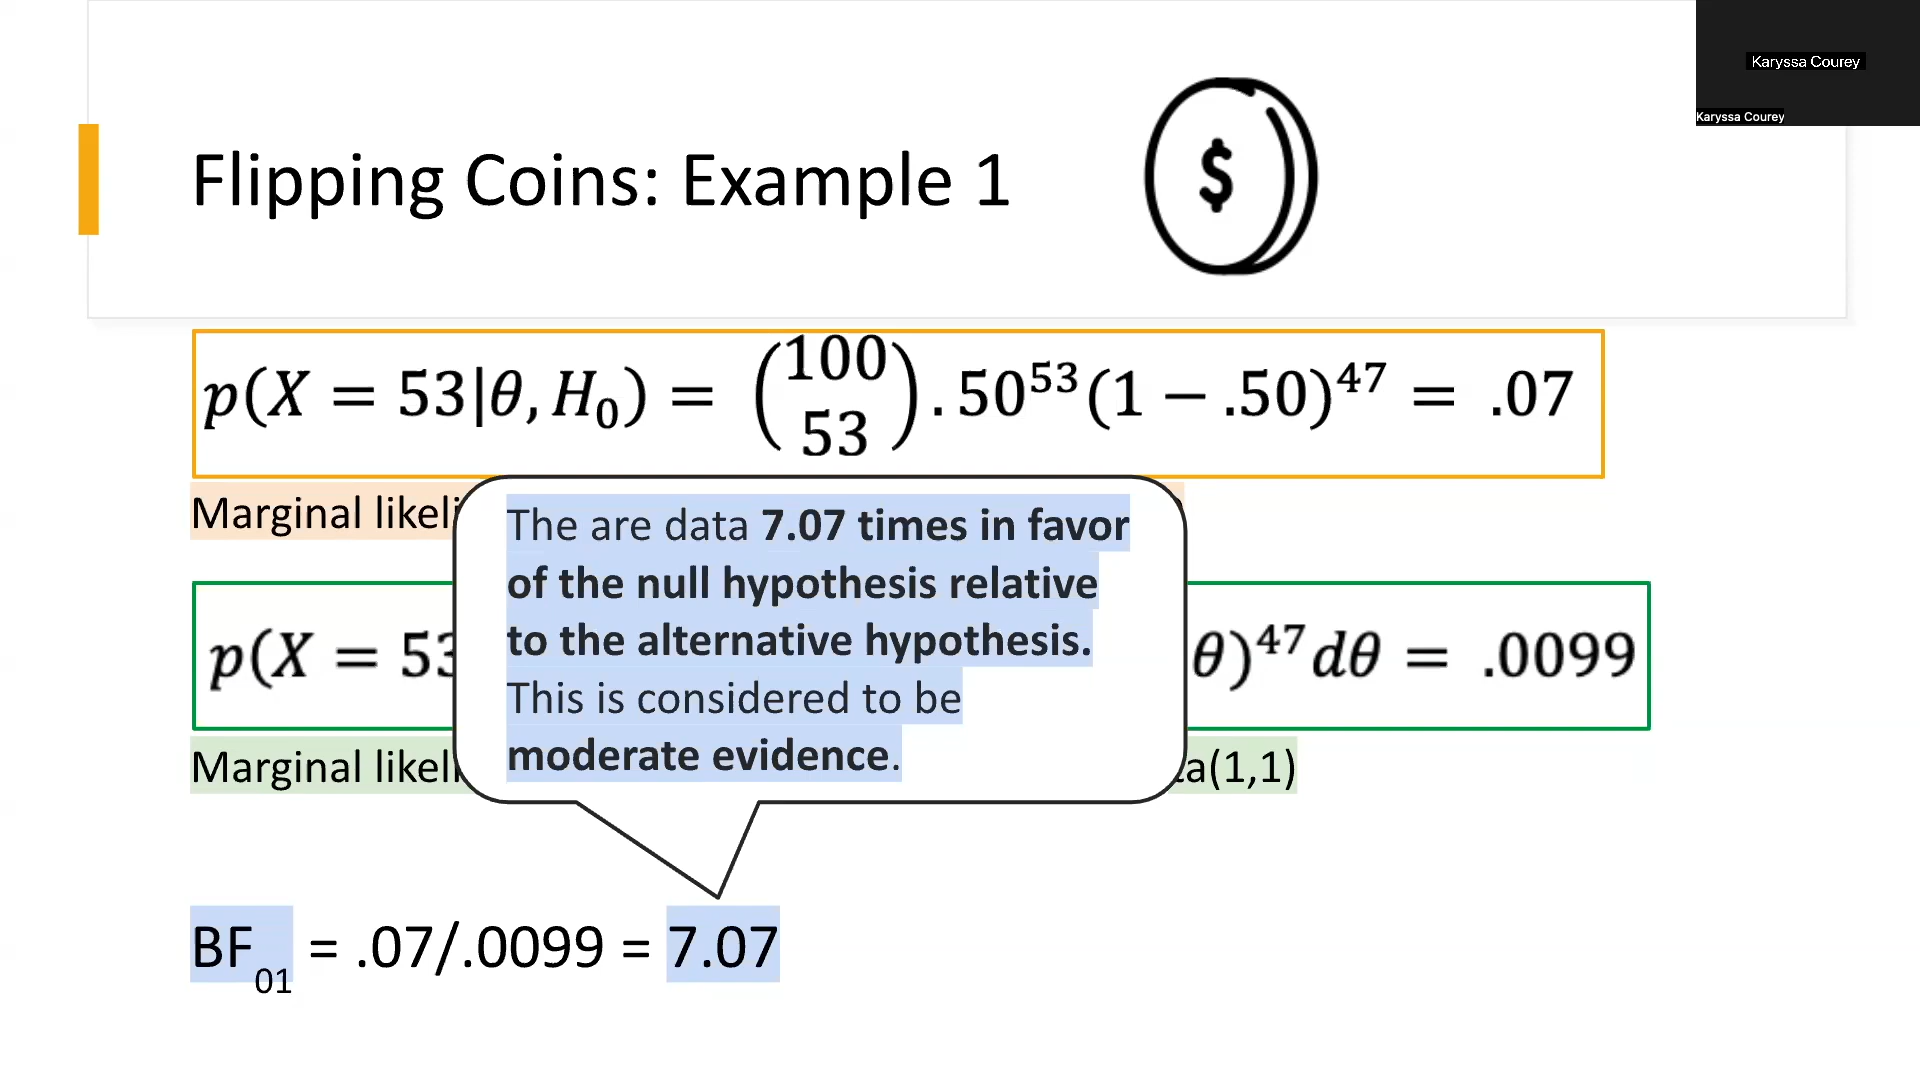 Karyssa Courey
Karyssa Courey
Flipping Coins: Example 1
$
p(X = 53|θ, H₀) = (100 53) .50⁵³(1 − .50)⁴⁷ = .07
Marginal
The are data 7.07 times in favor
of the null hypothesis relative
to the alternative hypothesis.
This is considered to be
moderate evidence.
p(X = 53 θ)⁴⁷dθ = .0099
Marginal (1,1)
BF₀₁ = .07/.0099 = 7.07